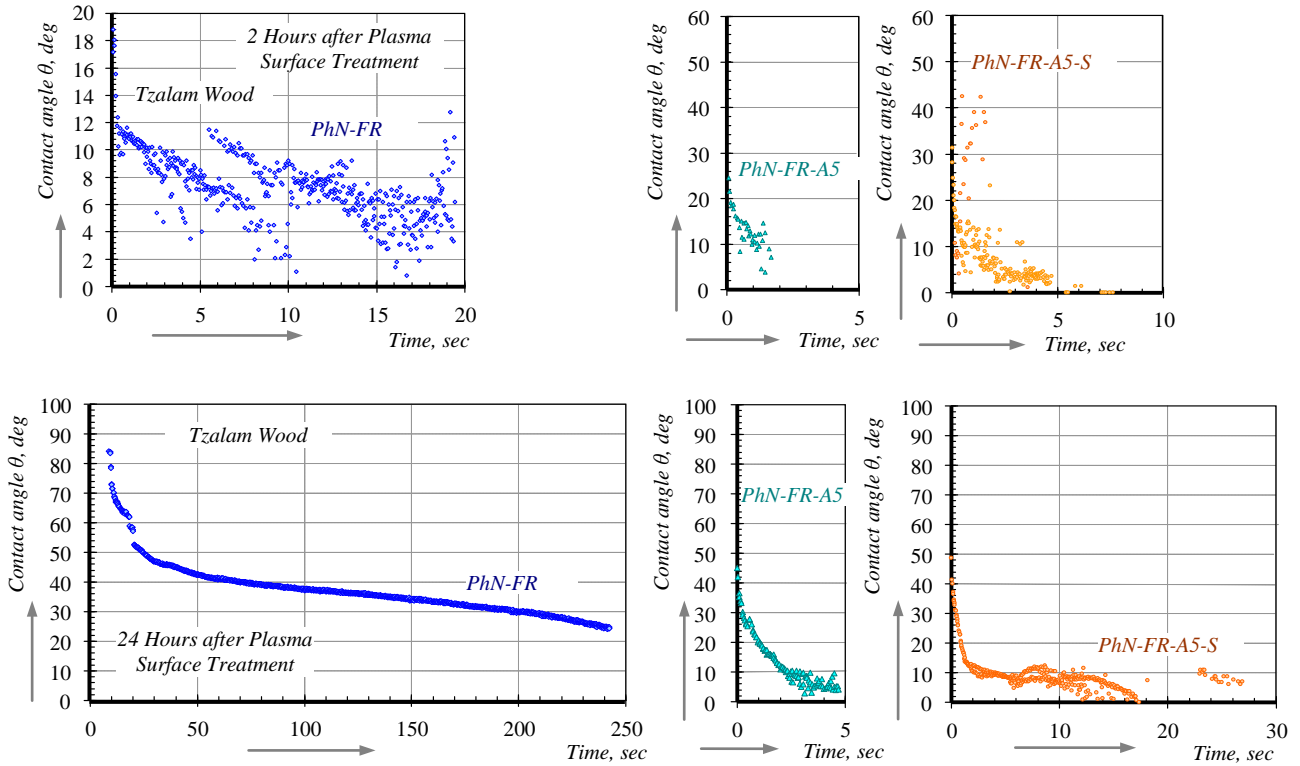 20
18
16
14
12
10
8
6
4
2
0
Contact angle θ, deg
2 Hours after Plasma
Surface Treatment
Tzalam Wood
PhN-FR
0 5 10 15 20
Time, sec
60
50
40
30
20
10
0
Contact angle θ, deg
PhN-FR-A5
0 5
Time, sec
60
50
40
30
20
10
0
Contact angle θ, deg
PhN-FR-A5-S
0 5 10
Time, sec
100
90
80
70
60
50
40
30
20
10
0
Contact angle θ, deg
Tzalam Wood
PhN-FR
24 Hours after Plasma
Surface Treatment
0 50 100 150 200 250
Time, sec
100
90
80
70
60
50
40
30
20
10
0
Contact angle θ, deg
PhN-FR-A5
0 5
Time, sec
100
90
80
70
60
50
40
30
20
10
0
Contact angle θ, deg
PhN-FR-A5-S
0 10 20 30
Time, sec